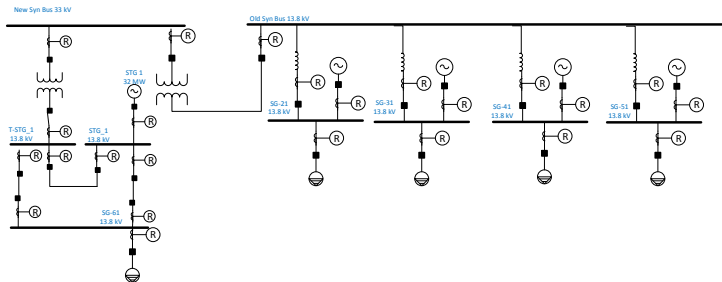 New Syn Bus 33 kV
Old Syn Bus 13.8 kV
R
R
R
R
R
R
R
STG 1
32 MW
SG-21
13.8 kV
R
SG-31
13.8 kV
R
SG-41
13.8 kV
R
SG-51
13.8 kV
R
R
R
T-STG_1
13.8 kV
STG_1
13.8 kV
R
R
R
R
R
R
R
R
R
R
R
SG-61
13.8 kV
R
R
R